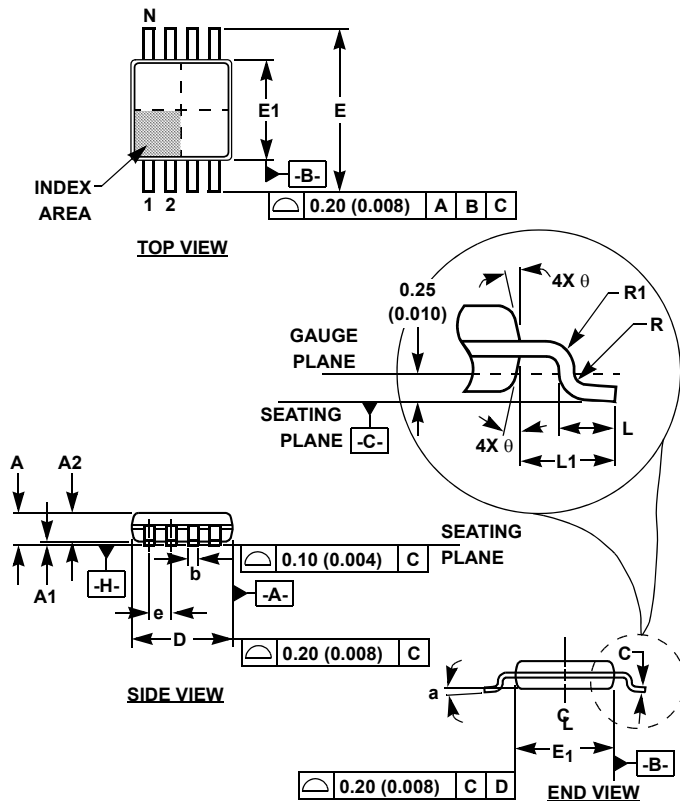 N
E1
E
-B-
INDEX
AREA
1 2
0.20 (0.008) A B C
TOP VIEW
0.25
(0.010)
4X θ
R1
R
GAUGE
PLANE
SEATING
PLANE
-C-
4X θ
L
L1
A
A2
SEATING
PLANE
A1
-H-
b
0.10 (0.004) C
-A-
e
D
0.20 (0.008) C
SIDE VIEW
C
a
CL
E1
-B-
0.20 (0.008) C D
END VIEW